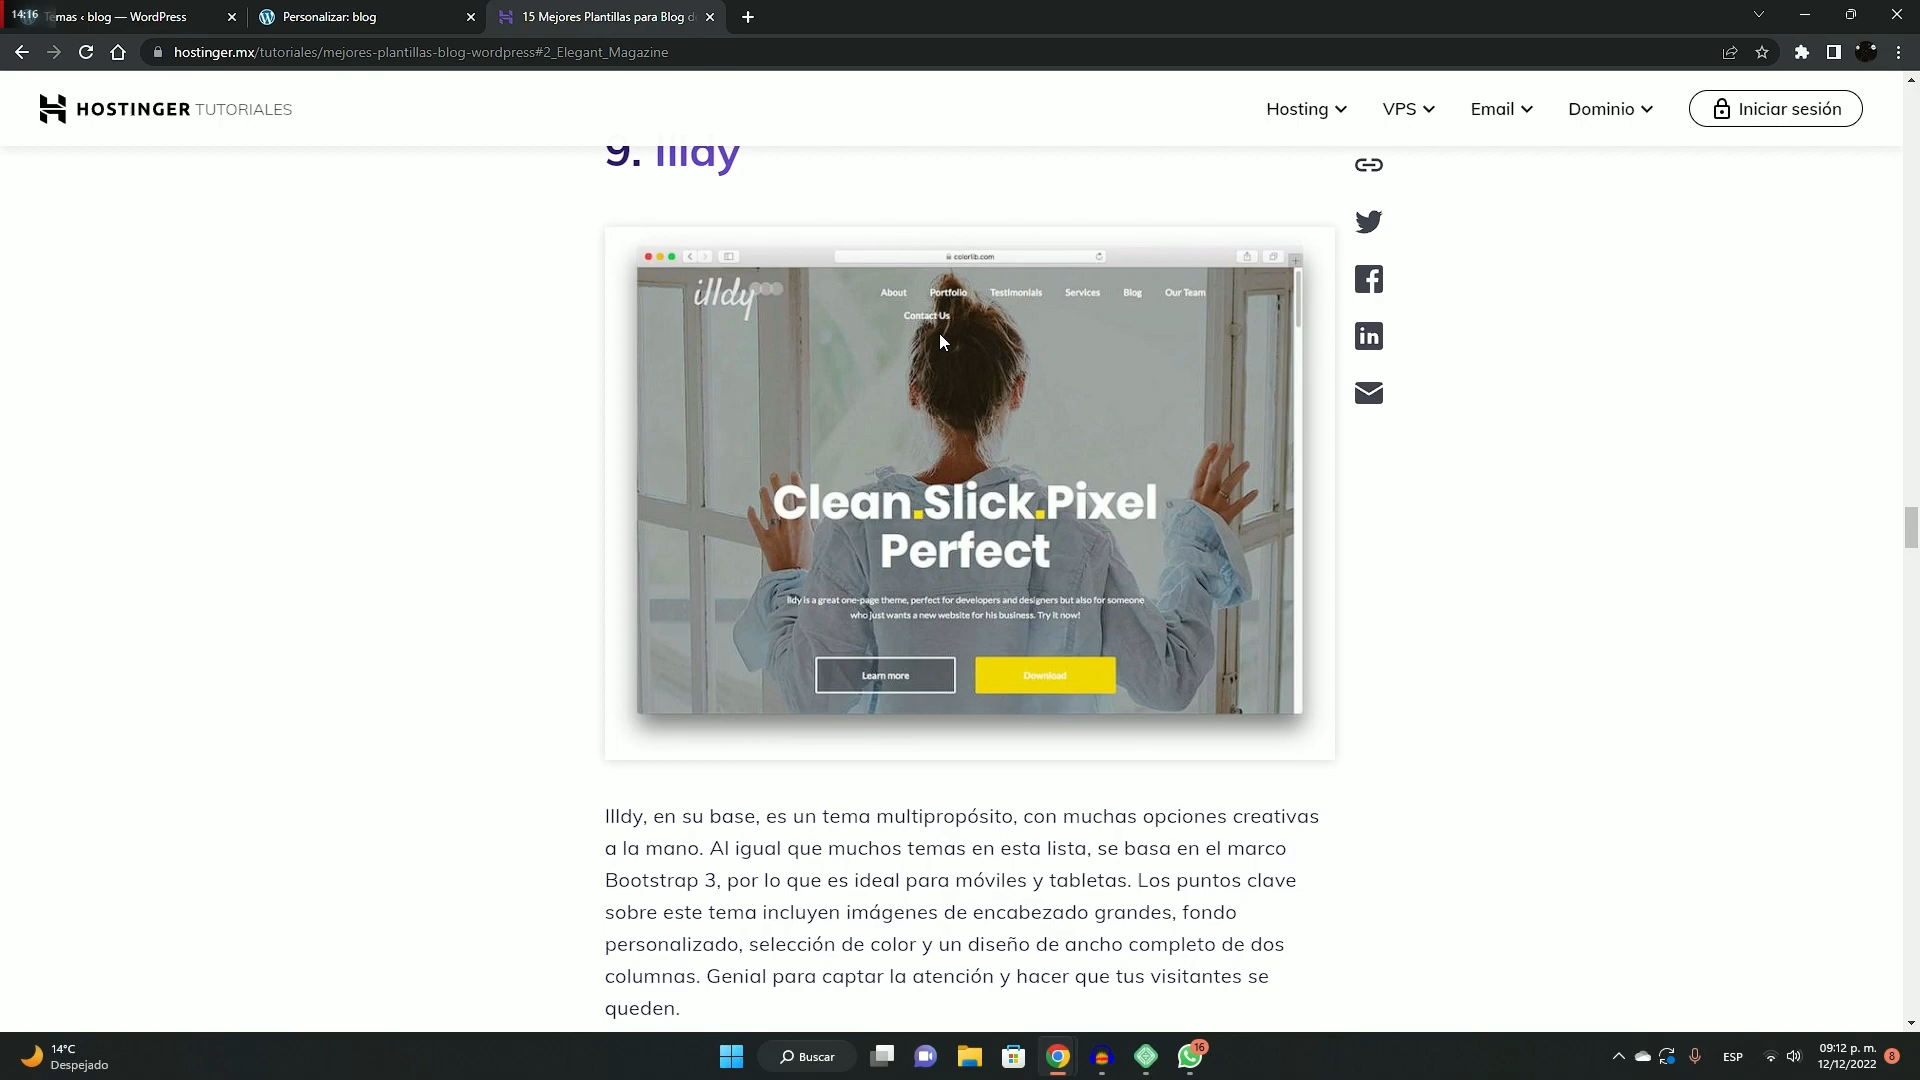 14:16
Temas ‹ blog — WordPress
Personalizar: blog
15 Mejores Plantillas para Blog d
hostinger.mx/tutoriales/mejores-plantillas-blog-wordpress#2_Elegant_Magazine
HOSTINGER TUTORIALES
Hosting
VPS
Email
Dominio
Iniciar sesión
9. Illdy
colorlib.com
illdy
About
Portfolio
Testimonials
Services
Blog
Our Team
Contact Us
Clean.Slick.Pixel
Perfect
Illdy is a great one-page theme, perfect for developers and designers but also for someone
who just wants a new website for his business. Try it now!
Learn more
Download
Illdy, en su base, es un tema multipropósito, con muchas opciones creativas
a la mano. Al igual que muchos temas en esta lista, se basa en el marco
Bootstrap 3, por lo que es ideal para móviles y tabletas. Los puntos clave
sobre este tema incluyen imágenes de encabezado grandes, fondo
personalizado, selección de color y un diseño de ancho completo de dos
columnas. Genial para captar la atención y hacer que tus visitantes se
queden.
14°C
Despejado
Buscar
16
ESP
09:12 p. m.
12/12/2022
8